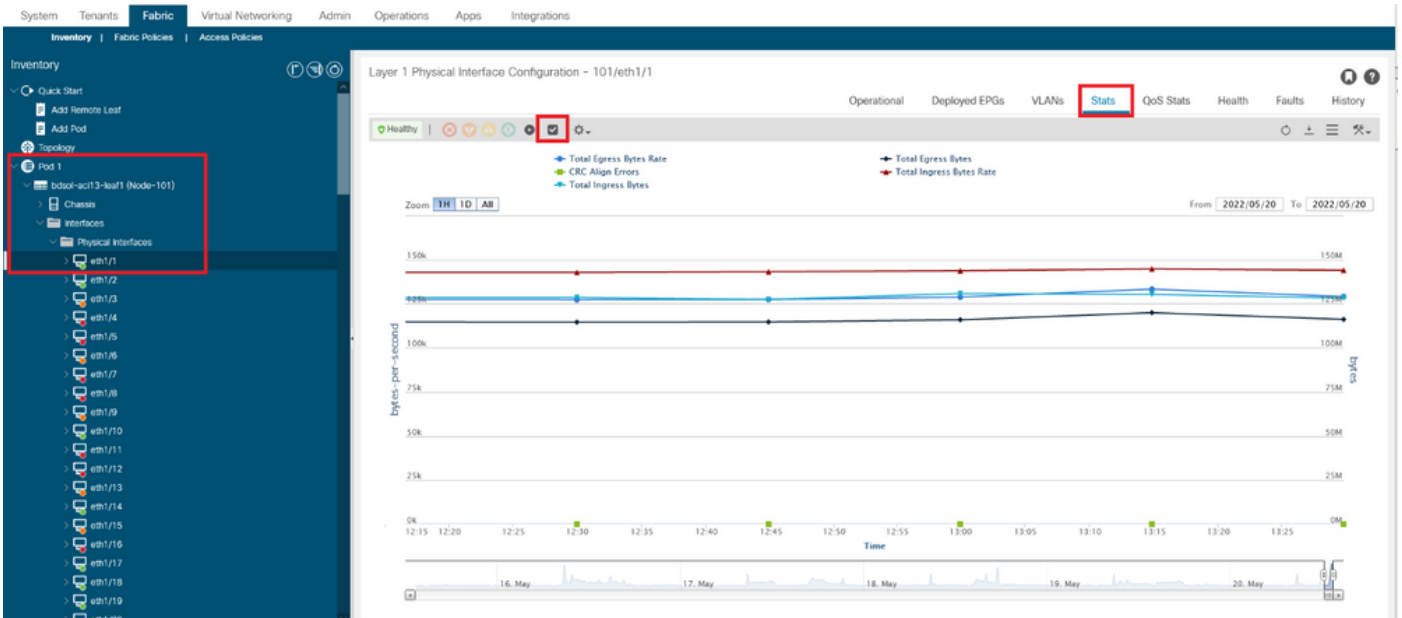 System Tenants Fabric Virtual Networking Admin Operations Apps Integrations
Inventory | Fabric Policies | Access Policies
Inventory
Quick Start
Add Remote Leaf
Add Pod
Topology
Pod 1
bdsol-aci13-leaf1 (Node-101)
Chassis
Interfaces
Physical Interfaces
eth1/1
eth1/2
eth1/3
eth1/4
eth1/5
eth1/6
eth1/7
eth1/8
eth1/9
eth1/10
eth1/11
eth1/12
eth1/13
eth1/14
eth1/15
eth1/16
eth1/17
eth1/18
eth1/19
Layer 1 Physical Interface Configuration - 101/eth1/1
Operational Deployed EPGs VLANs Stats QoS Stats Health Faults History
Healthy
Total Egress Bytes Rate
CRC Align Errors
Total Ingress Bytes
Total Egress Bytes
Total Ingress Bytes Rate
Zoom 1H 1D All
From 2022/05/20 To 2022/05/20
150k 150M
125k 125M
100k 100M
75k 75M
50k 50M
25k 25M
0k 0M
bytes-per-second
bytes
12:15 12:20 12:25 12:30 12:35 12:40 12:45 12:50 12:55 13:00 13:05 13:10 13:15 13:20 13:25
Time
16. May 17. May 18. May 19. May 20. May